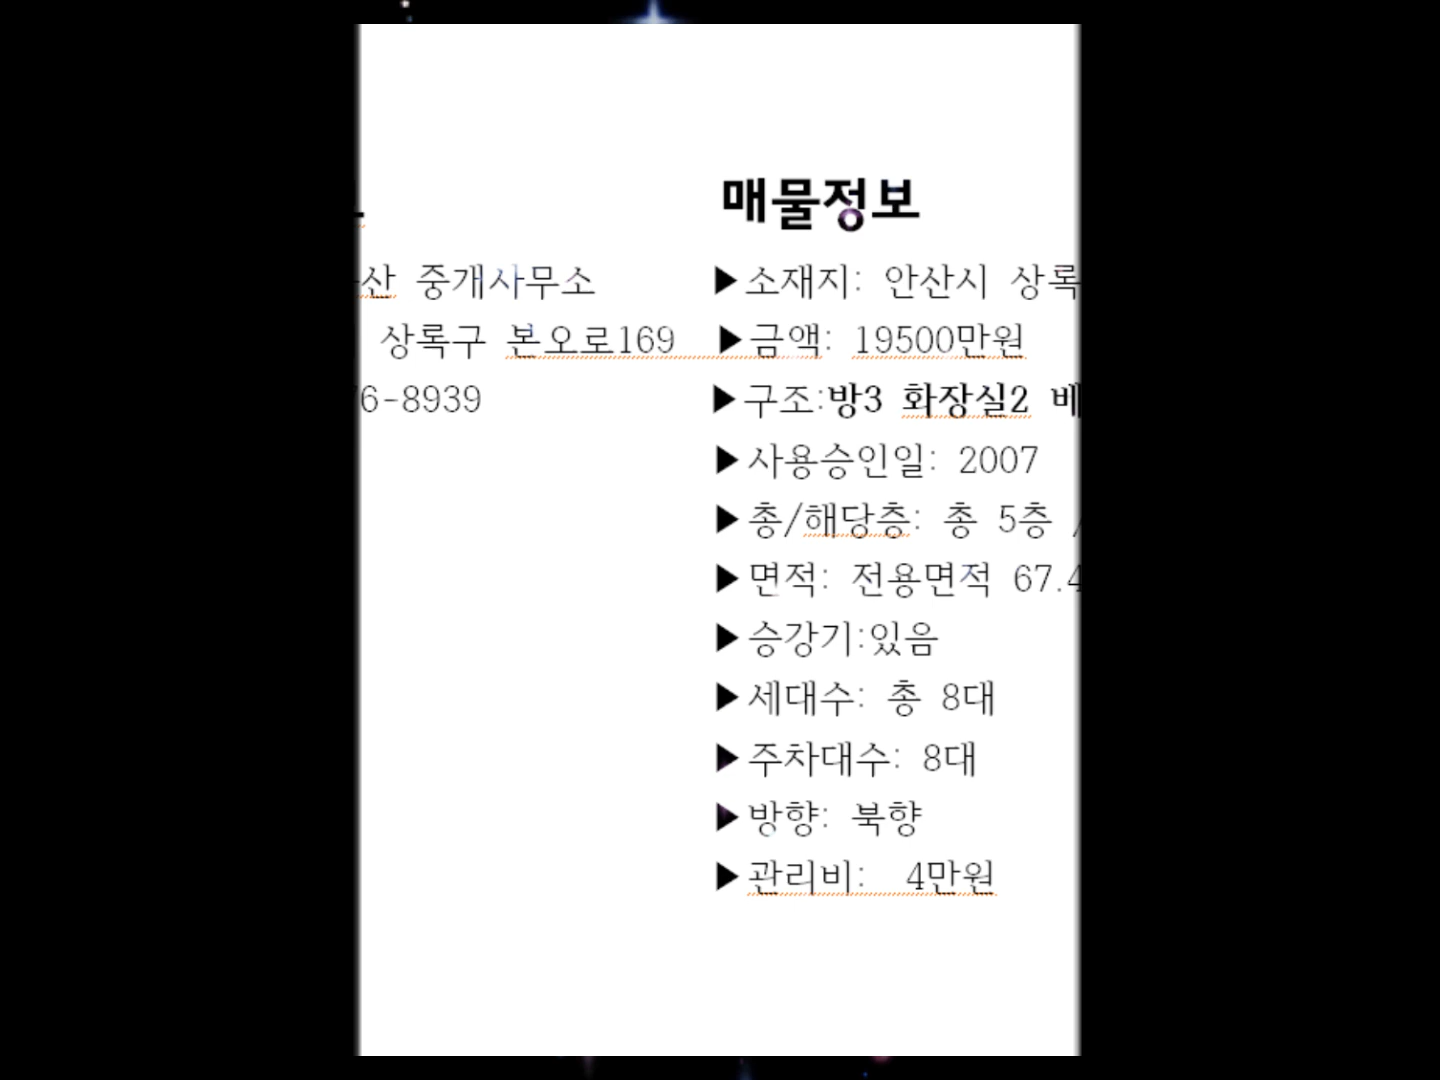 매물정보
산 중개사무소
상록구 본오로169
6-8939
▶소재지: 안산시 상록
▶금액: 19500만원
▶구조:방3 화장실2 베
▶사용승인일: 2007
▶총/해당층: 총 5층 /
▶면적: 전용면적 67.4
▶승강기:있음
▶세대수: 총 8대
▶주차대수: 8대
▶방향: 북향
▶관리비: 4만원